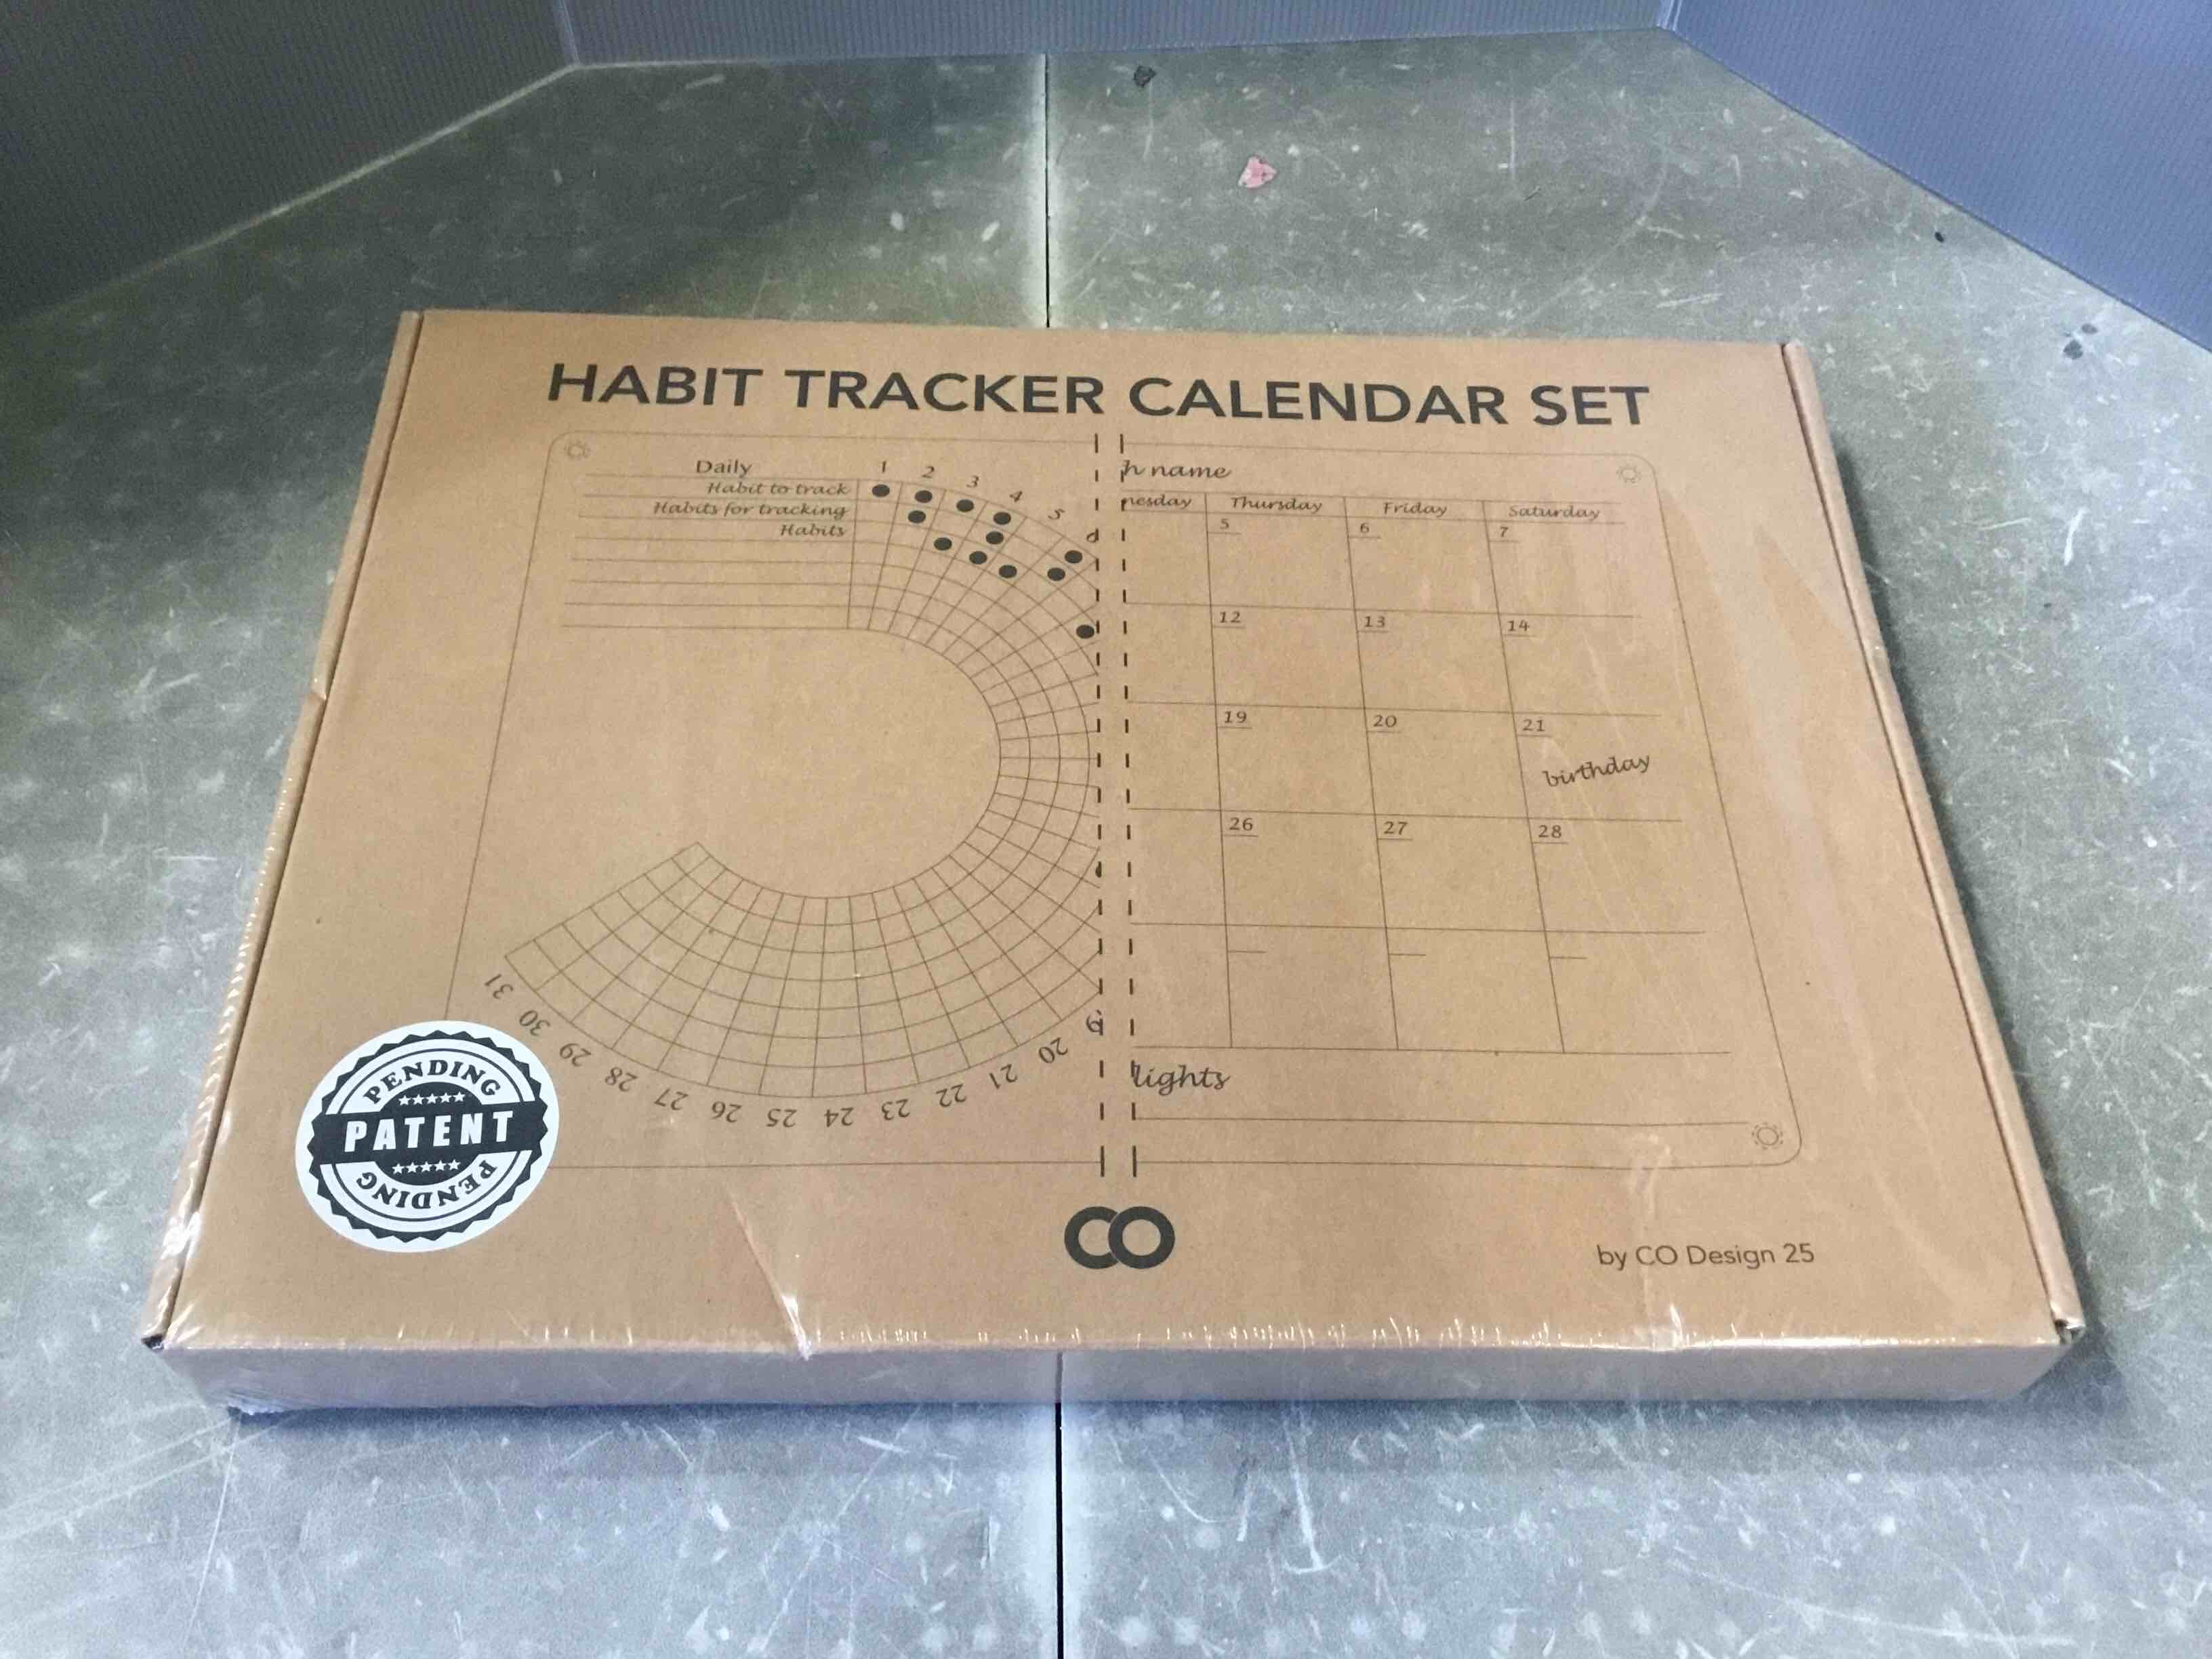 HABIT TRACKER CALENDAR SET
Daily
Habit to track
Habits for tracking
Habits
1 2 3 4 5
20 21 22 23 24 25 26 27 28 29 30 31
h name
nesday Thursday Friday Saturday
5 6 7
12 13 14
19 20 21
birthday
26 27 28
lights
PENDING
PATENT
PENDING
CO
by CO Design 25